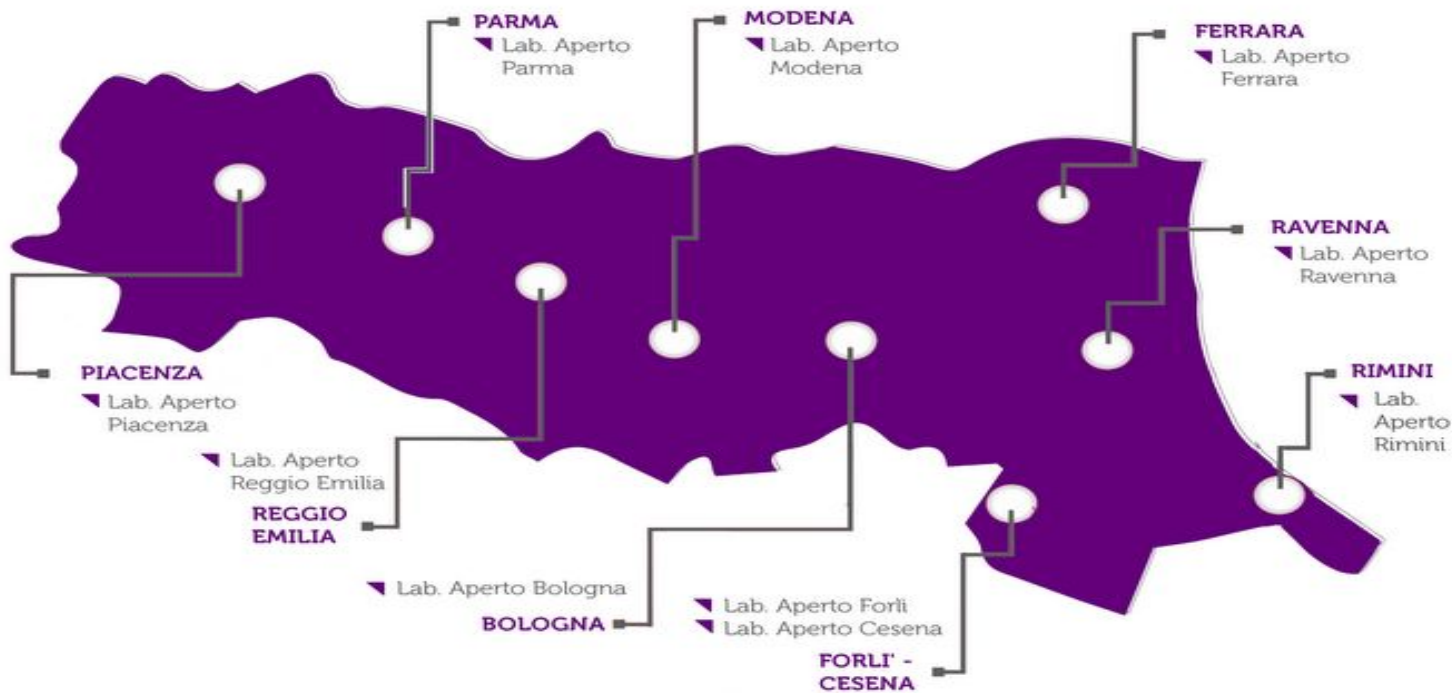 PARMA
Lab. Aperto
Parma
MODENA
Lab. Aperto
Modena
FERRARA
Lab. Aperto
Ferrara
RAVENNA
Lab. Aperto
Ravenna
PIACENZA
Lab. Aperto
Piacenza
RIMINI
Lab.
Aperto
Rimini
Lab. Aperto
Reggio Emilia
REGGIO
EMILIA
Lab. Aperto Bologna
BOLOGNA
Lab. Aperto Forlì
Lab. Aperto Cesena
FORLI' -
CESENA